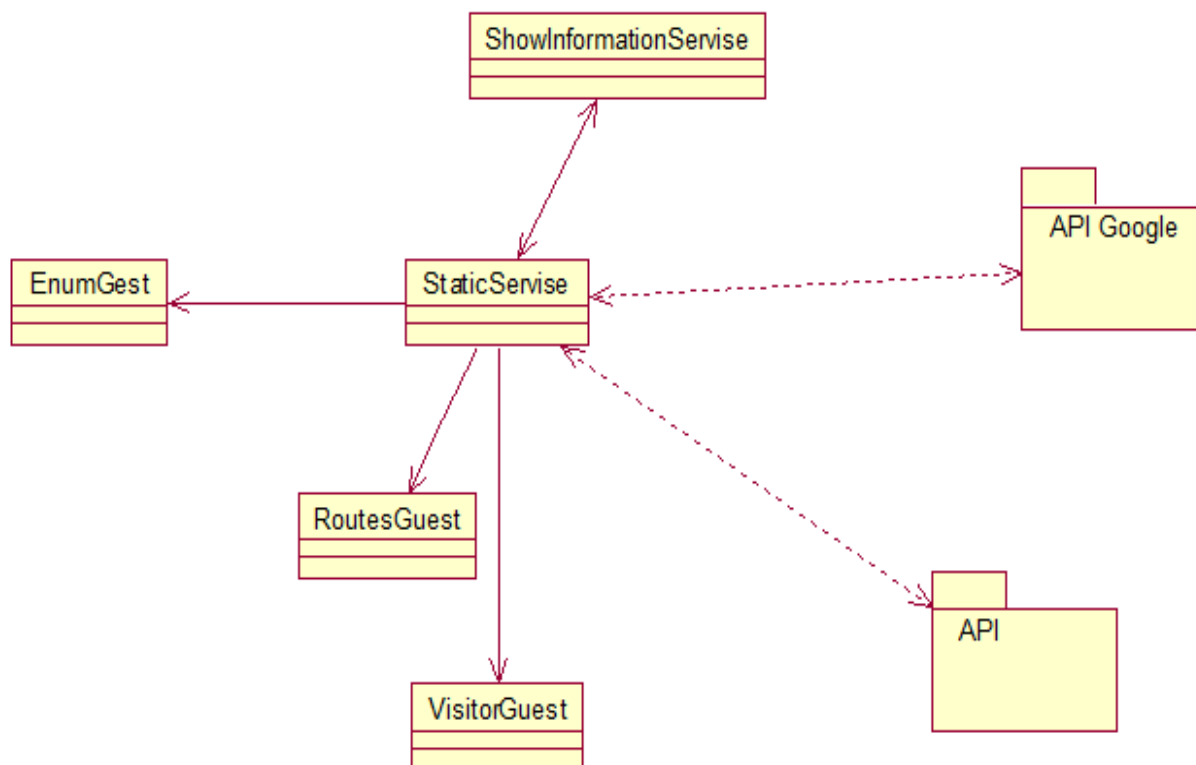 ShowInformationServise
API Google
EnumGest
StaticServise
RoutesGuest
API
VisitorGuest